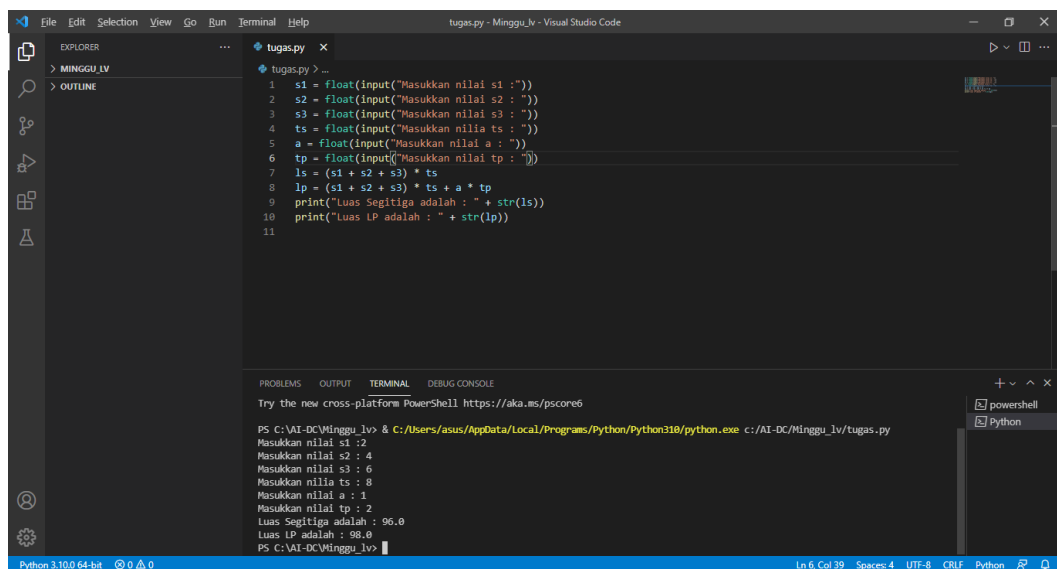 File Edit Selection View Go Run Terminal Help tugas.py - Minggu_lv - Visual Studio Code
EXPLORER
MINGGU_LV
OUTLINE
tugas.py
tugas.py > ...
1 s1 = float(input("Masukkan nilai s1 :"))
2 s2 = float(input("Masukkan nilai s2 : "))
3 s3 = float(input("Masukkan nilai s3 : "))
4 ts = float(input("Masukkan nilia ts : "))
5 a = float(input("Masukkan nilai a : "))
6 tp = float(input("Masukkan nilai tp : "))
7 ls = (s1 + s2 + s3) * ts
8 lp = (s1 + s2 + s3) * ts + a * tp
9 print("Luas Segitiga adalah : " + str(ls))
10 print("Luas LP adalah : " + str(lp))
11
PROBLEMS OUTPUT TERMINAL DEBUG CONSOLE
Try the new cross-platform PowerShell https://aka.ms/pscore6
PS C:\AI-DC\Minggu_lv> & C:/Users/asus/AppData/Local/Programs/Python/Python310/python.exe c:/AI-DC/Minggu_lv/tugas.py
Masukkan nilai s1 :2
Masukkan nilai s2 : 4
Masukkan nilai s3 : 6
Masukkan nilia ts : 8
Masukkan nilai a : 1
Masukkan nilai tp : 2
Luas Segitiga adalah : 96.0
Luas LP adalah : 98.0
PS C:\AI-DC\Minggu_lv>
powershell
Python
Python 3.10.0 64-bit 0 0 Ln 6, Col 39 Spaces: 4 UTF-8 CRLF Python